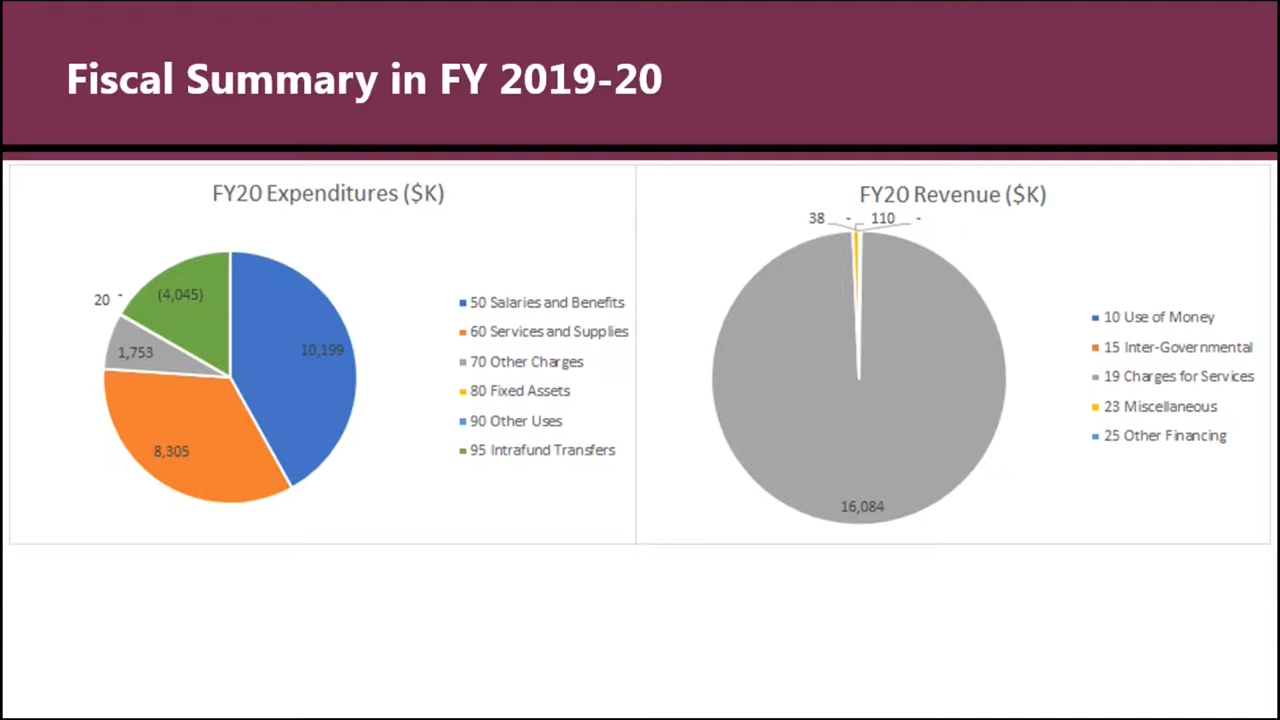 Fiscal Summary in FY 2019-20
FY20 Expenditures ($K)
(4,045)
20 -
1,753
10,199
8,305
50 Salaries and Benefits
60 Services and Supplies
70 Other Charges
80 Fixed Assets
90 Other Uses
95 Intrafund Transfers
FY20 Revenue ($K)
38 - 110 -
16,084
10 Use of Money
15 Inter-Governmental
19 Charges for Services
23 Miscellaneous
25 Other Financing